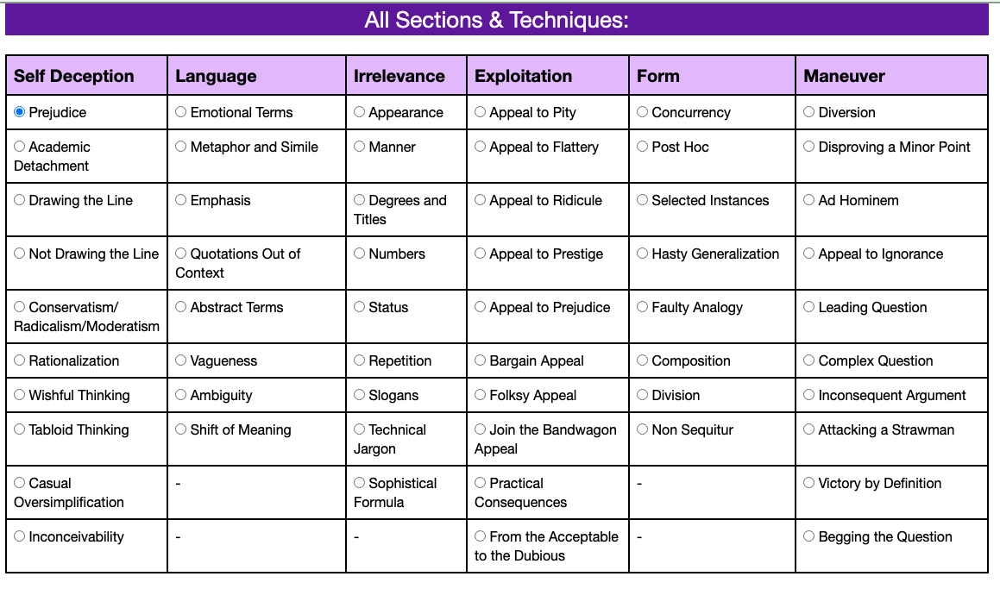 All Sections & Techniques:
Self Deception Language Irrelevance Exploitation Form Maneuver
Prejudice Emotional Terms Appearance Appeal to Pity Concurrency Diversion
Academic Metaphor and Simile Manner Appeal to Flattery Post Hoc Disproving a Minor Point
Detachment
Drawing the Line Emphasis Degrees and Appeal to Ridicule Selected Instances Ad Hominem
Titles
Not Drawing the Line Quotations Out of Numbers Appeal to Prestige Hasty Generalization Appeal to Ignorance
Context
Conservatism/ Abstract Terms Status Appeal to Prejudice Faulty Analogy Leading Question
Radicalism/Moderatism
Rationalization Vagueness Repetition Bargain Appeal Composition Complex Question
Wishful Thinking Ambiguity Slogans Folksy Appeal Division Inconsequent Argument
Tabloid Thinking Shift of Meaning Technical Join the Bandwagon Non Sequitur Attacking a Strawman
Jargon Appeal
Casual - Sophistical Practical - Victory by Definition
Oversimplification Formula Consequences
Inconceivability - - From the Acceptable - Begging the Question
to the Dubious